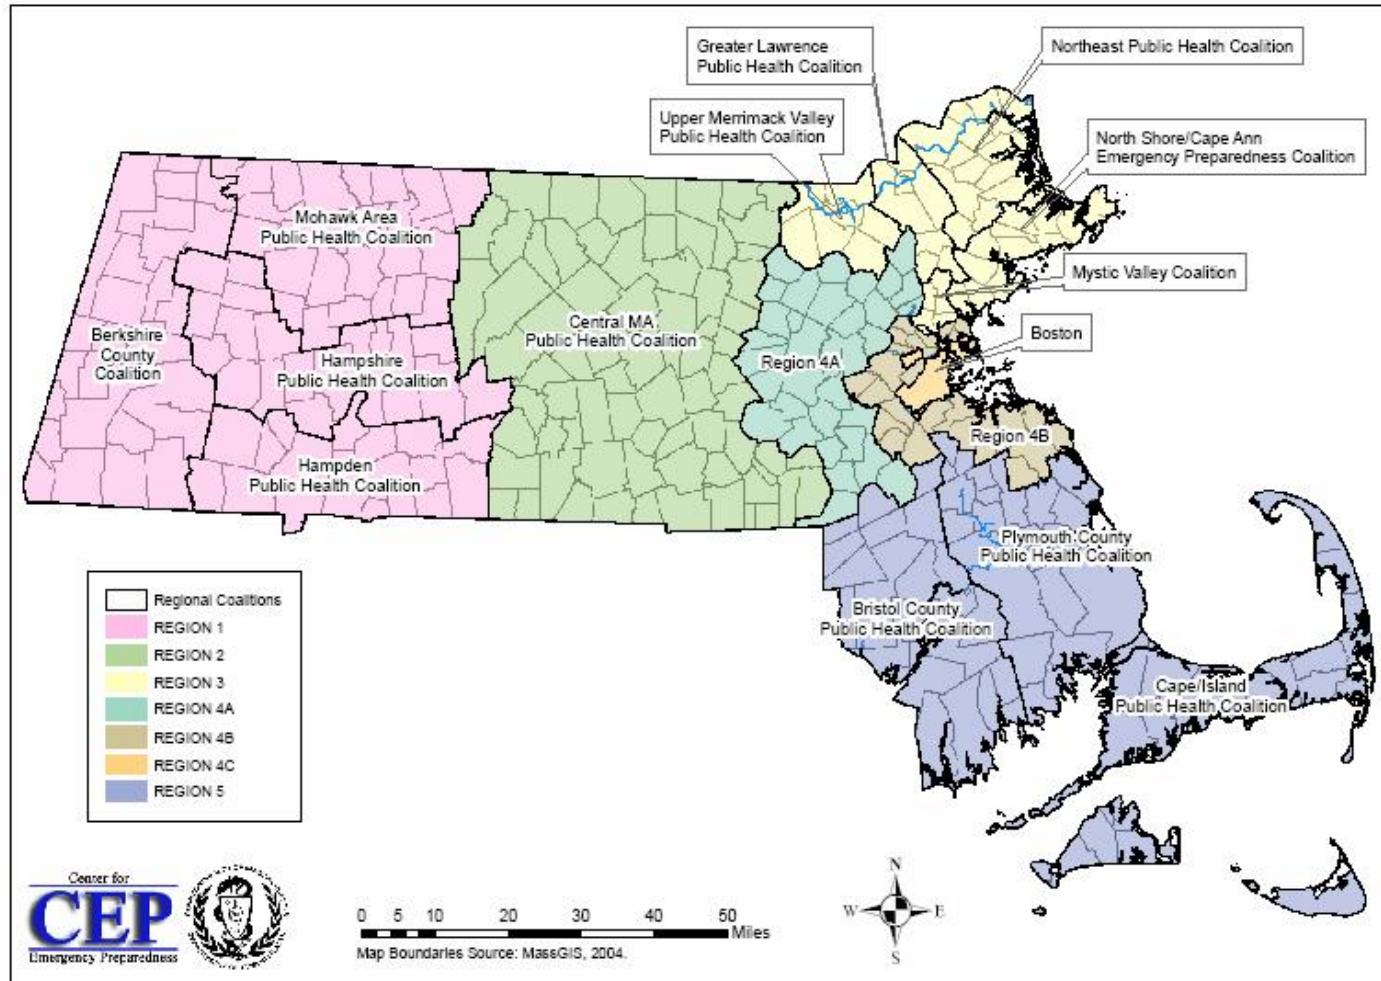 Greater Lawrence
Public Health Coalition
Northeast Public Health Coalition
Upper Merrimack Valley
Public Health Coalition
North Shore/Cape Ann
Emergency Preparedness Coalition
Mohawk Area
Public Health Coalition
Mystic Valley Coalition
Central MA
Public Health Coalition
Boston
Berkshire
County
Coalition
Hampshire
Public Health Coalition
Region 4A
Region 4B
Hampden
Public Health Coalition
Plymouth County
Public Health Coalition
Bristol County
Public Health Coalition
Cape/Island
Public Health Coalition
Regional Coalitions
REGION 1
REGION 2
REGION 3
REGION 4A
REGION 4B
REGION 4C
REGION 5
Center for
CEP
Emergency Preparedness
0 5 10 20 30 40 50
Miles
Map Boundaries Source: MassGIS, 2004.
N
W E
S